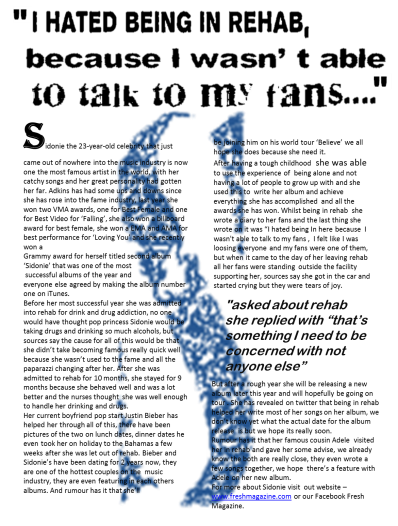 "I HATED BEING IN REHAB,
because I wasn' t able
to talk to my fans...."
Sidonie the 23-year-old celebrity that just
came out of nowhere into the music industry is now
one the most famous artist in the world, with her
catchy songs and her great personality had gotten
her far. Adkins has had some ups and downs since
she has rose into the fame industry, last year she
won two VMA awards, one for Best Female and one
for Best Video for 'Falling', she also won a Billboard
award for best female, she won a EMA and AMA for
best performance for 'Loving You' and she recently
won a
Grammy award for herself titled second album
'Sidonie' that was one of the most
successful albums of the year and
everyone else agreed by making the album number
one on iTunes.
Before her most successful year she was admitted
into rehab for drink and drug addiction, no one
would have thought pop princess Sidonie would be
taking drugs and drinking so much alcohols, but
sources say the cause for all of this would be that
she didn't take becoming famous really quick well
because she wasn't used to the fame and all the
paparazzi changing after her. After she was
admitted to rehab for 10 months, she stayed for 9
months because she behaved well and was a lot
better and the nurses thought she was well enough
to handle her drinking and drugs.
Her current boyfriend pop start Justin Bieber has
helped her through all of this, there have been
pictures of the two on lunch dates, dinner dates he
even took her on holiday to the Bahamas a few
weeks after she was let out of rehab. Bieber and
Sidonie's have been dating for 2 years now, they
are one of the hottest couples on the music
industry, they are even featuring in each others
albums. And rumour has it that she'll
be joining him on his world tour 'Believe' we all
hope she does because she need it.
After having a tough childhood she was able
to use the experience of being alone and not
having a lot of people to grow up with and she
used this to write her album and achieve
everything she has accomplished and all the
awards she has won. Whilst being in rehab she
wrote a diary to her fans and the last thing she
wrote on it was "I hated being In here because I
wasn't able to talk to my fans , I felt like I was
loosing everyone and my fans were one of them,
but when it came to the day of her leaving rehab
all her fans were standing outside the facility
supporting her, sources say she got in the car and
started crying but they were tears of joy.
"asked about rehab
she replied with "that's
something I need to be
concerned with not
anyone else"
But after a rough year she will be releasing a new
album later this year and will hopefully be going on
tour. She has revealed on twitter that being in rehab
helped her write most of her songs on her album, we
don't know yet what the actual date for the album
release is but we hope its really soon.
Rumour has it that her famous cousin Adele visited
her in rehab and gave her some advise, we already
know the both are really close, they even wrote a
few songs together, we hope there's a feature with
Adele on her new album.
For more about Sidonie visit out website –
www.freshmagazine.com or our Facebook Fresh
Magazine.